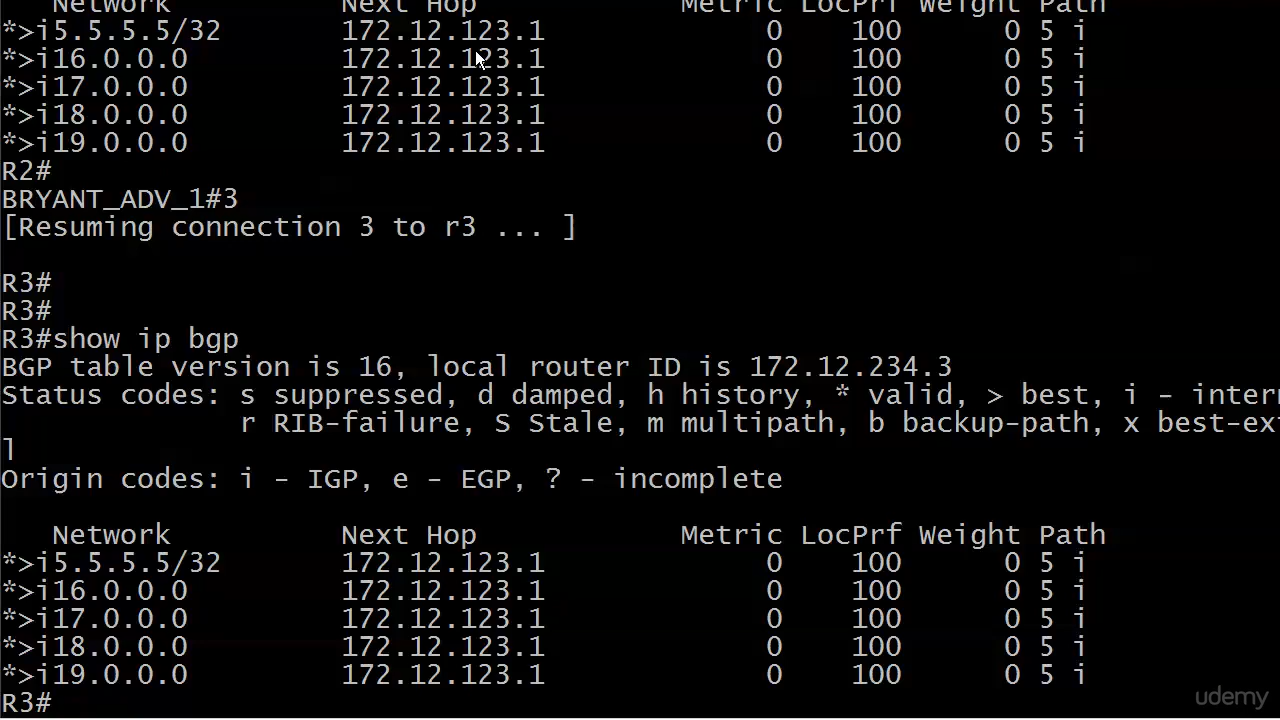 Network Next Hop Metric LocPrf Weight Path
*>i5.5.5.5/32 172.12.123.1 0 100 0 5 i
*>i16.0.0.0 172.12.123.1 0 100 0 5 i
*>i17.0.0.0 172.12.123.1 0 100 0 5 i
*>i18.0.0.0 172.12.123.1 0 100 0 5 i
*>i19.0.0.0 172.12.123.1 0 100 0 5 i
R2#
BRYANT_ADV_1#3
[Resuming connection 3 to r3 ... ]
R3#
R3#
R3#show ip bgp
BGP table version is 16, local router ID is 172.12.234.3
Status codes: s suppressed, d damped, h history, * valid, > best, i - inter
r RIB-failure, S Stale, m multipath, b backup-path, x best-ex
]
Origin codes: i - IGP, e - EGP, ? - incomplete
Network Next Hop Metric LocPrf Weight Path
*>i5.5.5.5/32 172.12.123.1 0 100 0 5 i
*>i16.0.0.0 172.12.123.1 0 100 0 5 i
*>i17.0.0.0 172.12.123.1 0 100 0 5 i
*>i18.0.0.0 172.12.123.1 0 100 0 5 i
*>i19.0.0.0 172.12.123.1 0 100 0 5 i
R3#
udemy